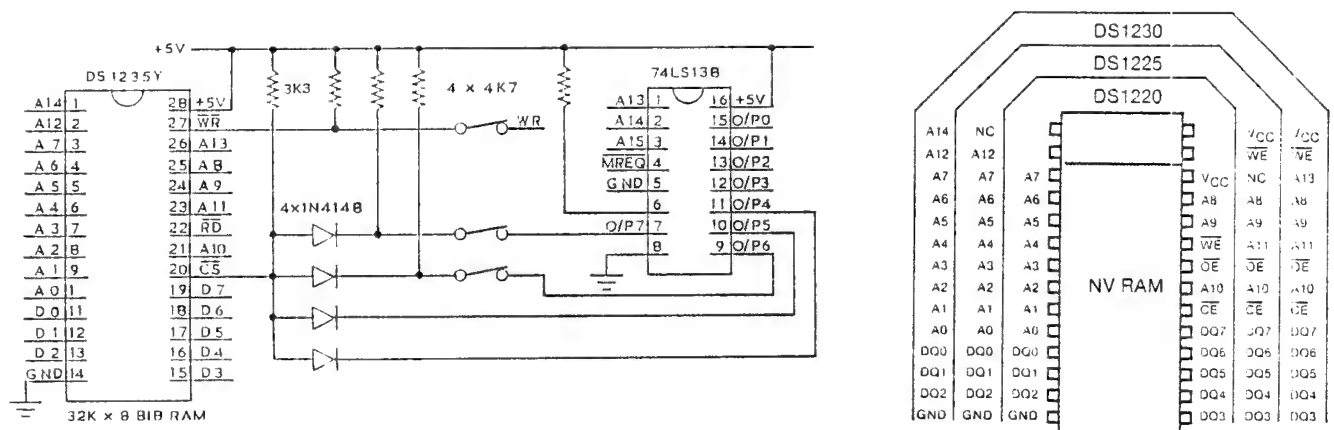 +5V
DS1235Y
A14 1 28 +5V
A12 2 27 WR
A7 3 26 A13
A6 4 25 A8
A5 5 24 A9
A4 6 23 A11
A3 7 22 RD
A2 8 21 A10
A1 9 20 CS
A0 1 19 D7
D0 11 18 D6
D1 12 17 D5
D2 13 16 D4
GND 14 15 D3
32K × 8 BIB RAM
3K3
4 × 4K7
WR
4x1N4148
74LS138
A13 1 16 +5V
A14 2 15 O/P0
A15 3 14 O/P1
MREQ 4 13 O/P2
GND 5 12 O/P3
6 11 O/P4
O/P7 7 10 O/P5
8 9 O/P6
DS1230
DS1225
DS1220
NV RAM
A14 NC VCC VCC
A12 A12 WE WE
A7 A7 A7 VCC NC A13
A6 A6 A6 A8 A8 A8
A5 A5 A5 A9 A9 A9
A4 A4 A4 WE A11 A11
A3 A3 A3 OE OE OE
A2 A2 A2 A10 A10 A10
A1 A1 A1 CE CE CE
A0 A0 A0 DQ7 DQ7 DQ7
DQ0 DQ0 DQ0 DQ6 DQ6 DQ6
DQ1 DQ1 DQ1 DQ5 DQ5 DQ5
DQ2 DQ2 DQ2 DQ4 DQ4 DQ4
GND GND GND DQ3 DQ3 DQ3